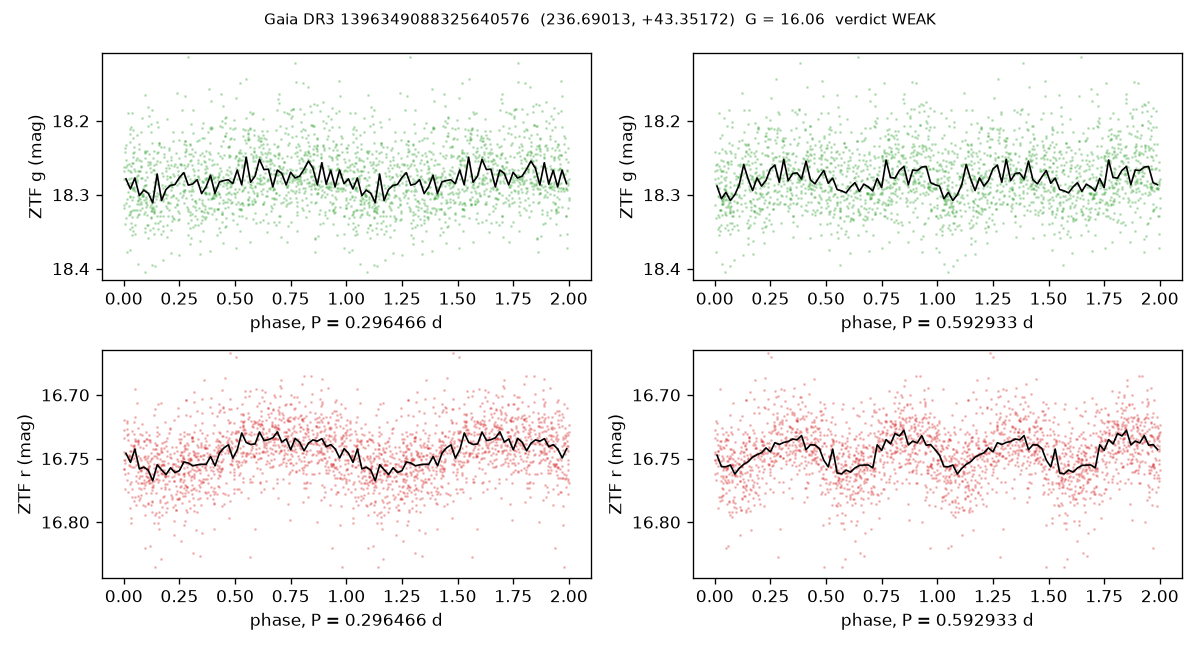 Gaia DR3 1396349088325640576  (236.69013, +43.35172)  G = 16.06  verdict WEAK
ZTF g (mag)
18.2
18.3
18.4
0.00 0.25 0.50 0.75 1.00 1.25 1.50 1.75 2.00
phase, P = 0.296466 d
ZTF g (mag)
18.2
18.3
18.4
0.00 0.25 0.50 0.75 1.00 1.25 1.50 1.75 2.00
phase, P = 0.592933 d
ZTF r (mag)
16.70
16.75
16.80
0.00 0.25 0.50 0.75 1.00 1.25 1.50 1.75 2.00
phase, P = 0.296466 d
ZTF r (mag)
16.70
16.75
16.80
0.00 0.25 0.50 0.75 1.00 1.25 1.50 1.75 2.00
phase, P = 0.592933 d